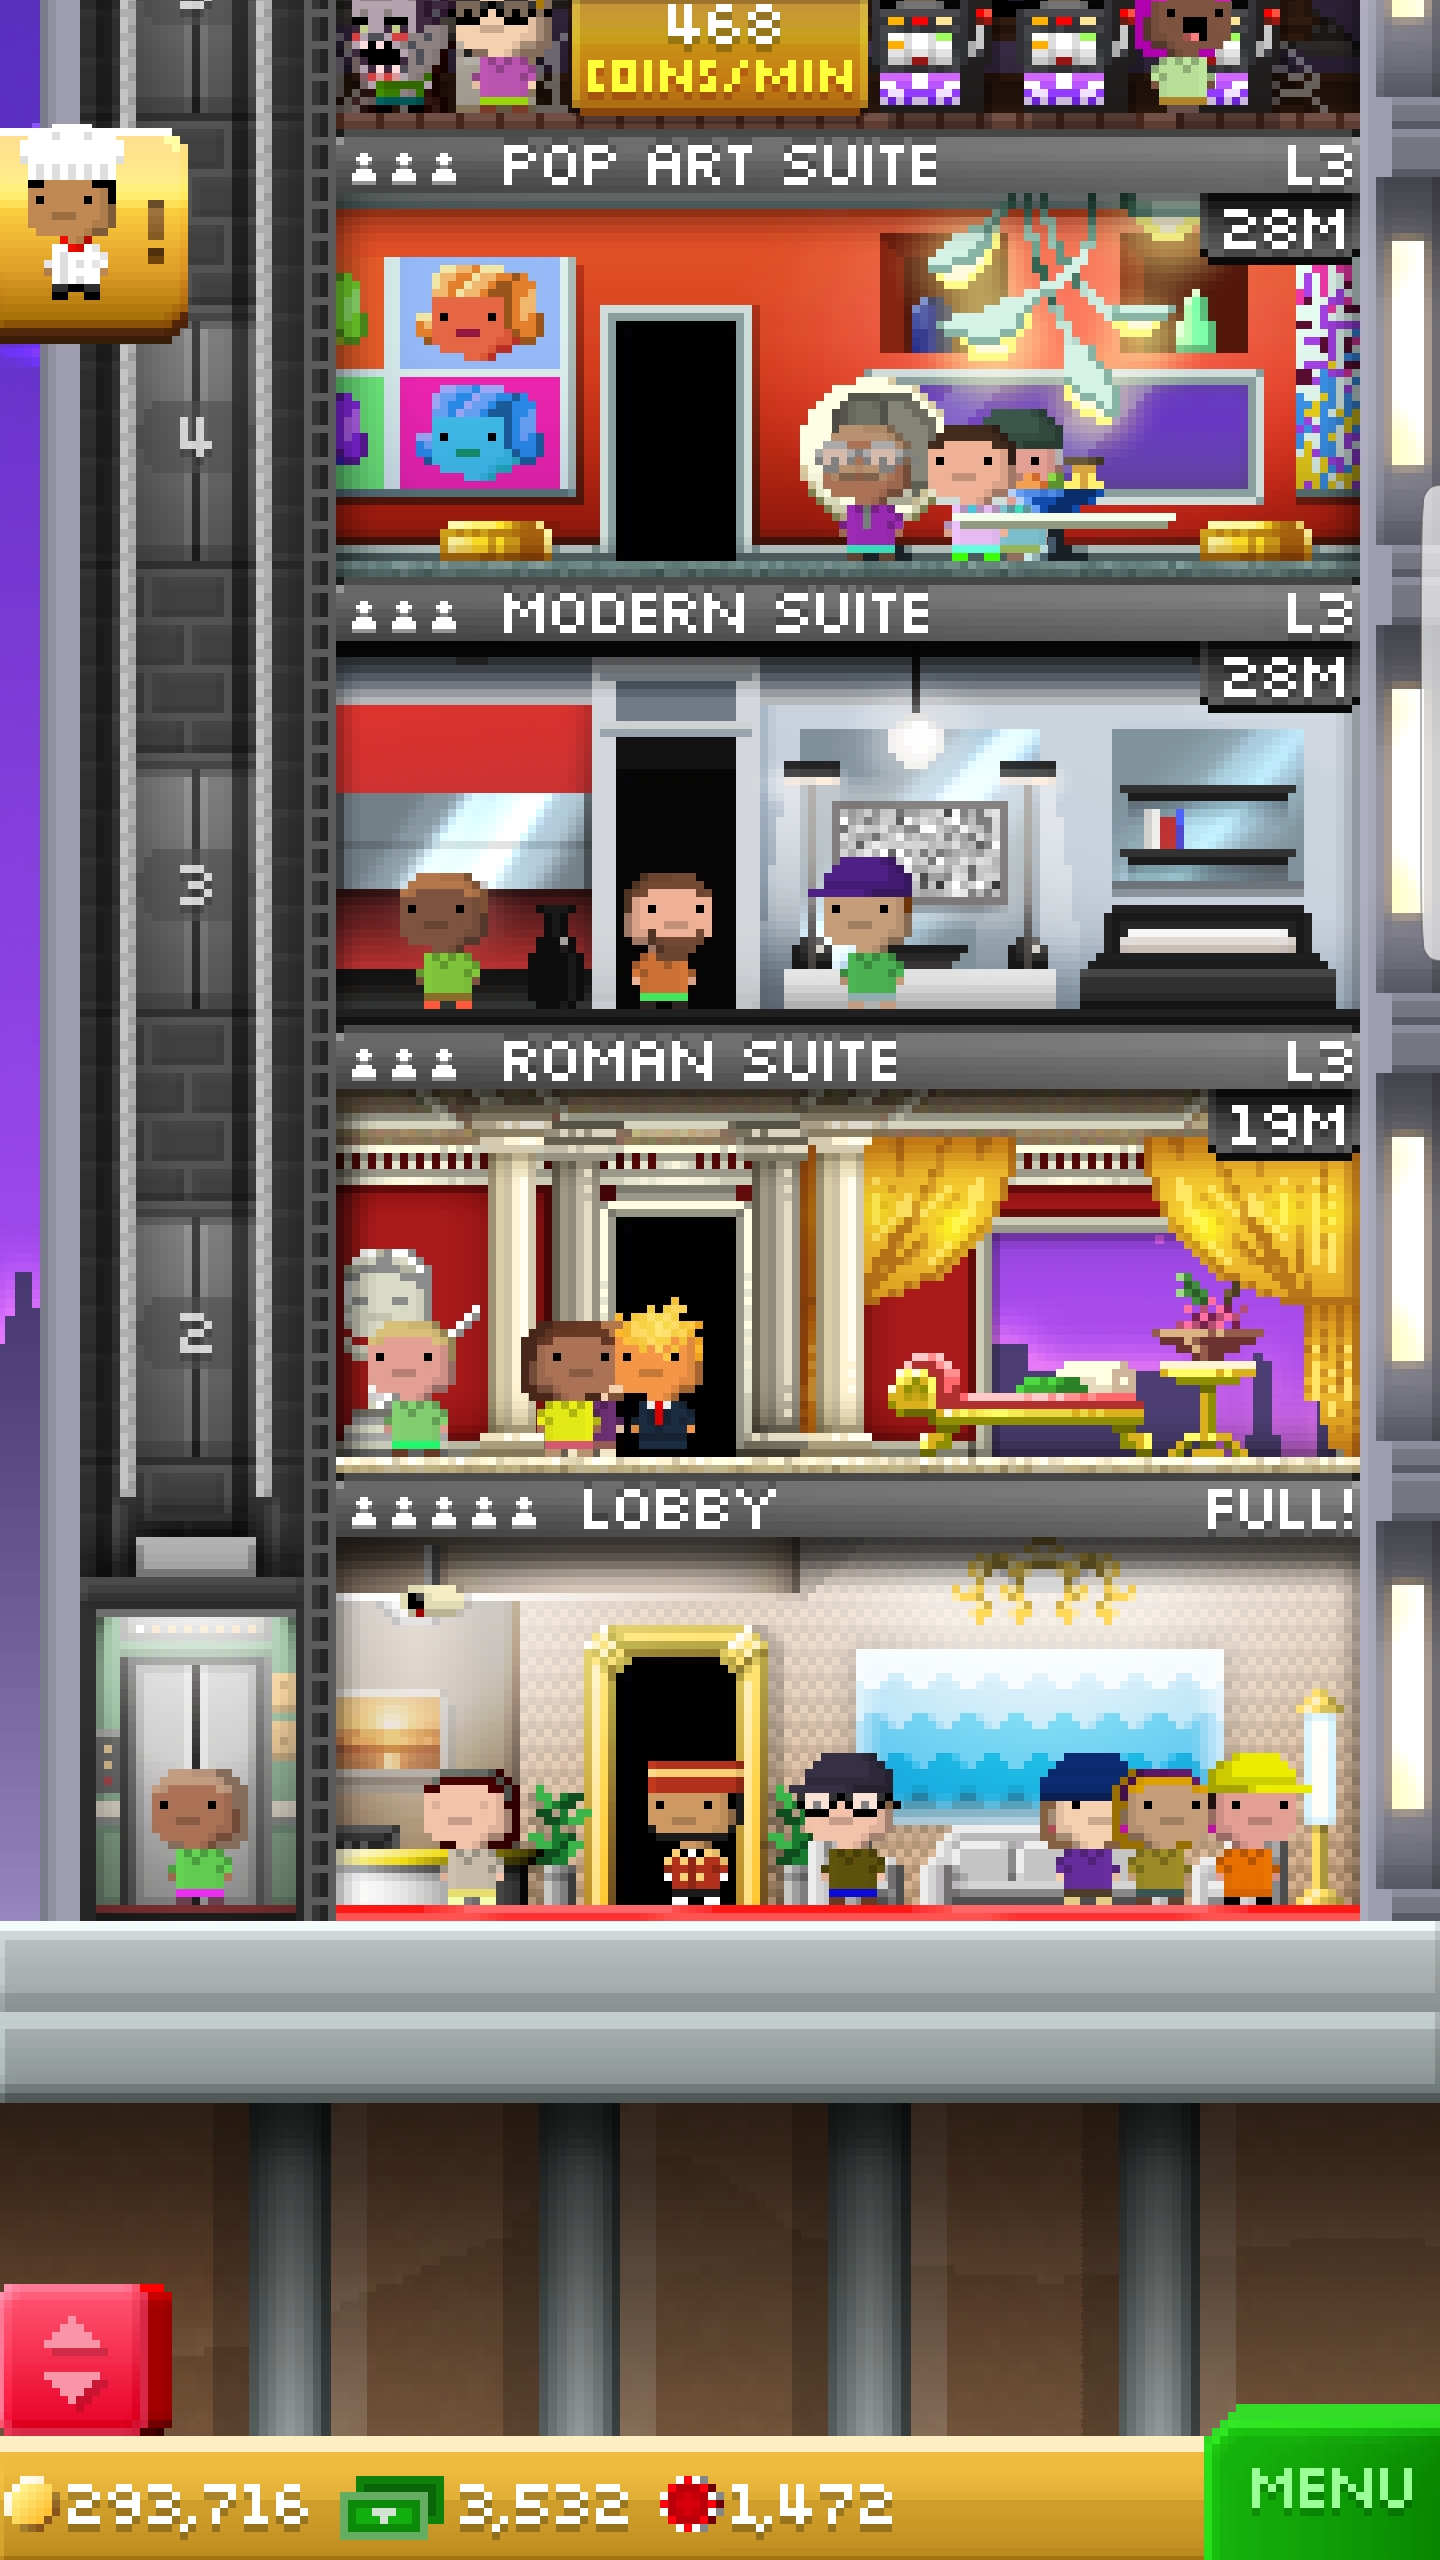 468
COINS/MIN
POP ART SUITE L3
28M
!
4
MODERN SUITE L3
28M
3
ROMAN SUITE L3
19M
2
LOBBY FULL!
293,716 3,532 1,472
MENU